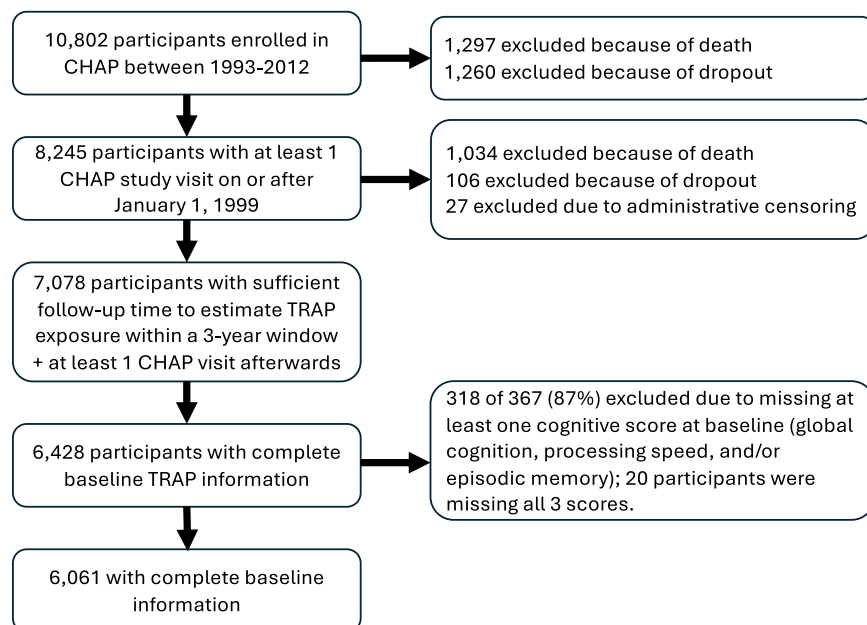 10,802 participants enrolled in
CHAP between 1993-2012
1,297 excluded because of death
1,260 excluded because of dropout
8,245 participants with at least 1
CHAP study visit on or after
January 1, 1999
1,034 excluded because of death
106 excluded because of dropout
27 excluded due to administrative censoring
7,078 participants with sufficient
follow-up time to estimate TRAP
exposure within a 3-year window
+ at least 1 CHAP visit afterwards
6,428 participants with complete
baseline TRAP information
318 of 367 (87%) excluded due to missing at
least one cognitive score at baseline (global
cognition, processing speed, and/or
episodic memory); 20 participants were
missing all 3 scores.
6,061 with complete baseline
information